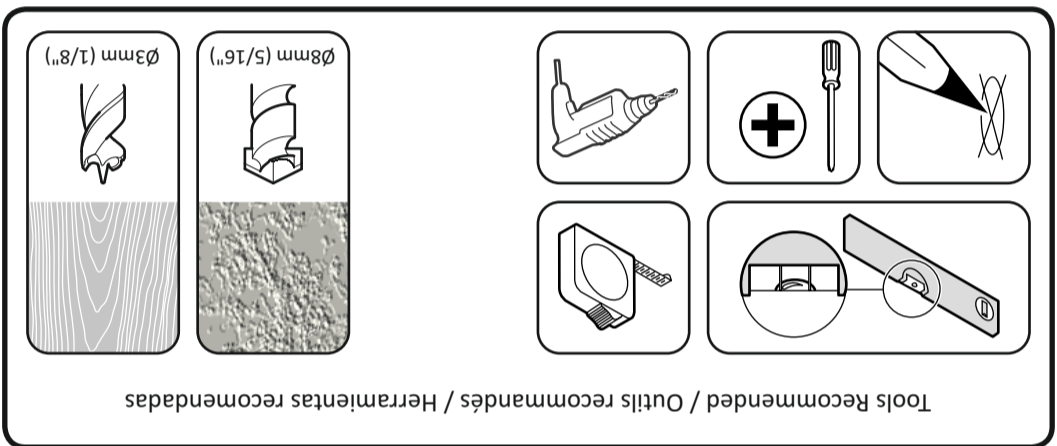 Tools Recommended / Outils recommandés / Herramientas recomendadas
Ø8mm (5/16")
Ø3mm (1/8")